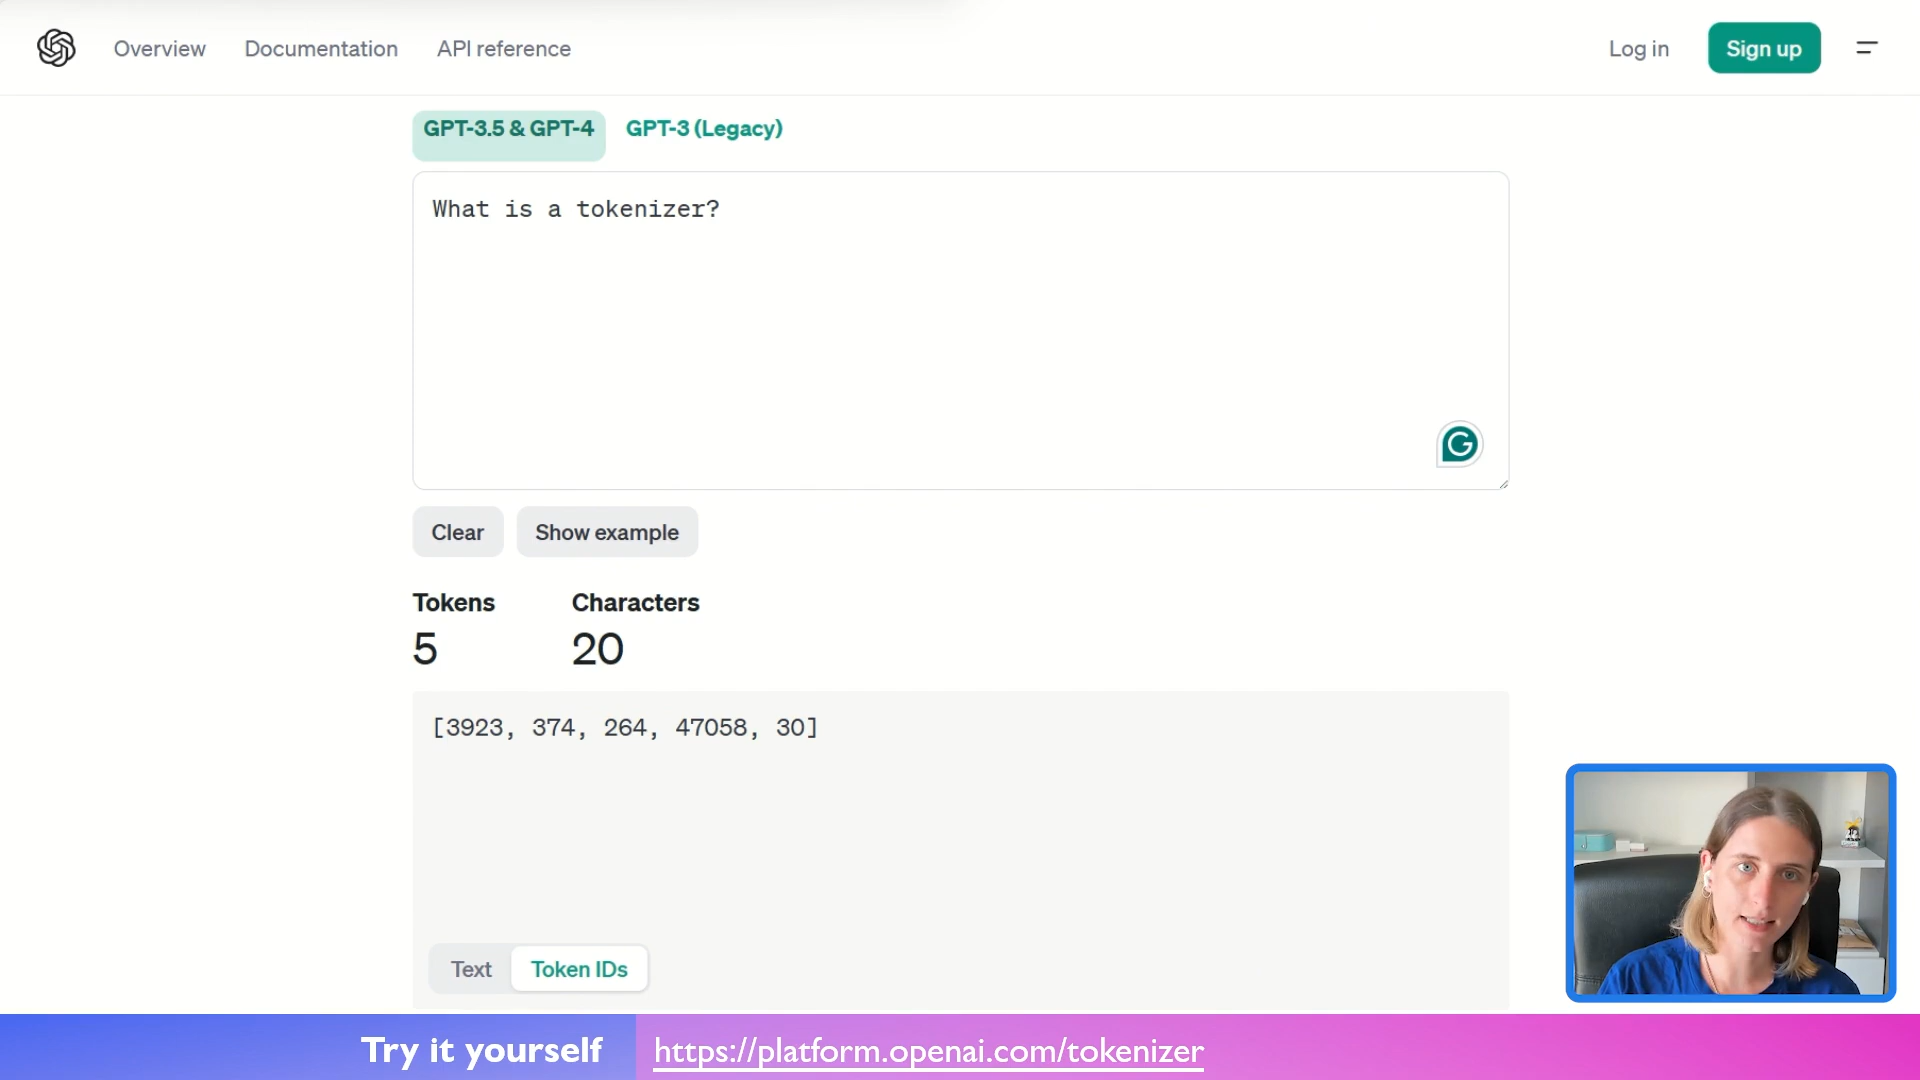 Overview Documentation API reference Log in Sign up
GPT-3.5 & GPT-4 GPT-3 (Legacy)
What is a tokenizer?
Clear Show example
Tokens Characters
5 20
[3923, 374, 264, 47058, 30]
Text Token IDs
Try it yourself https://platform.openai.com/tokenizer